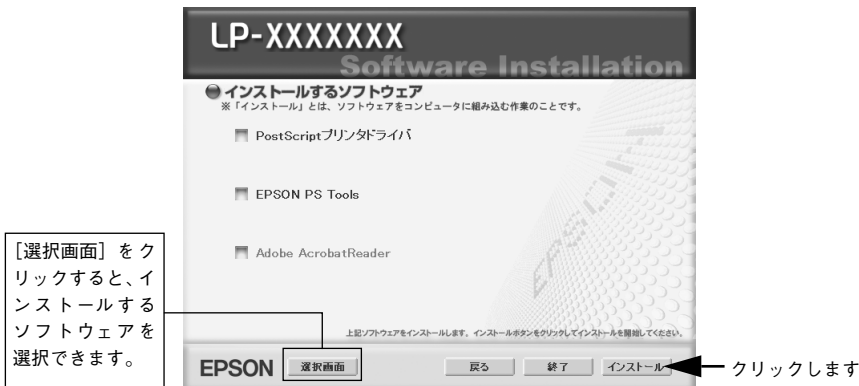 LP-XXXXXXX
Software Installation
インストールするソフトウェア
※「インストール」とは、ソフトウェアをコンピュータに組み込む作業のことです。
PostScriptプリンタドライバ
EPSON PS Tools
Adobe AcrobatReader
EPSON
［選択画面］をク
リックすると、イ
ンストールする
ソフトウェアを
選択できます。
上記ソフトウェアをインストールします。インストールボタンをクリックしてインストールを開始してください。
EPSON
選択画面
戻る
終了
インストール
クリックします